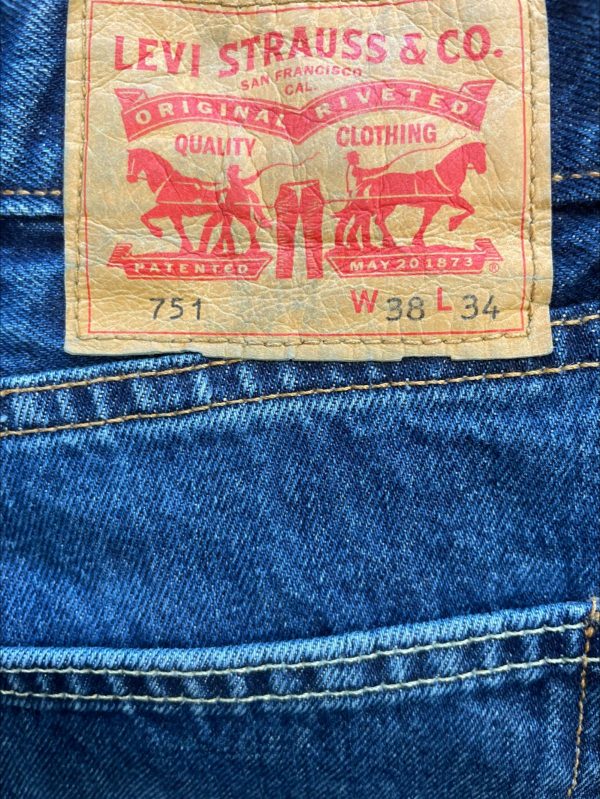 LEVI STRAUSS & CO.
SAN FRANCISCO
CAL.
ORIGINAL RIVETED
QUALITY CLOTHING
PATENTED MAY 20 1873 ®
751 W 38 L 34